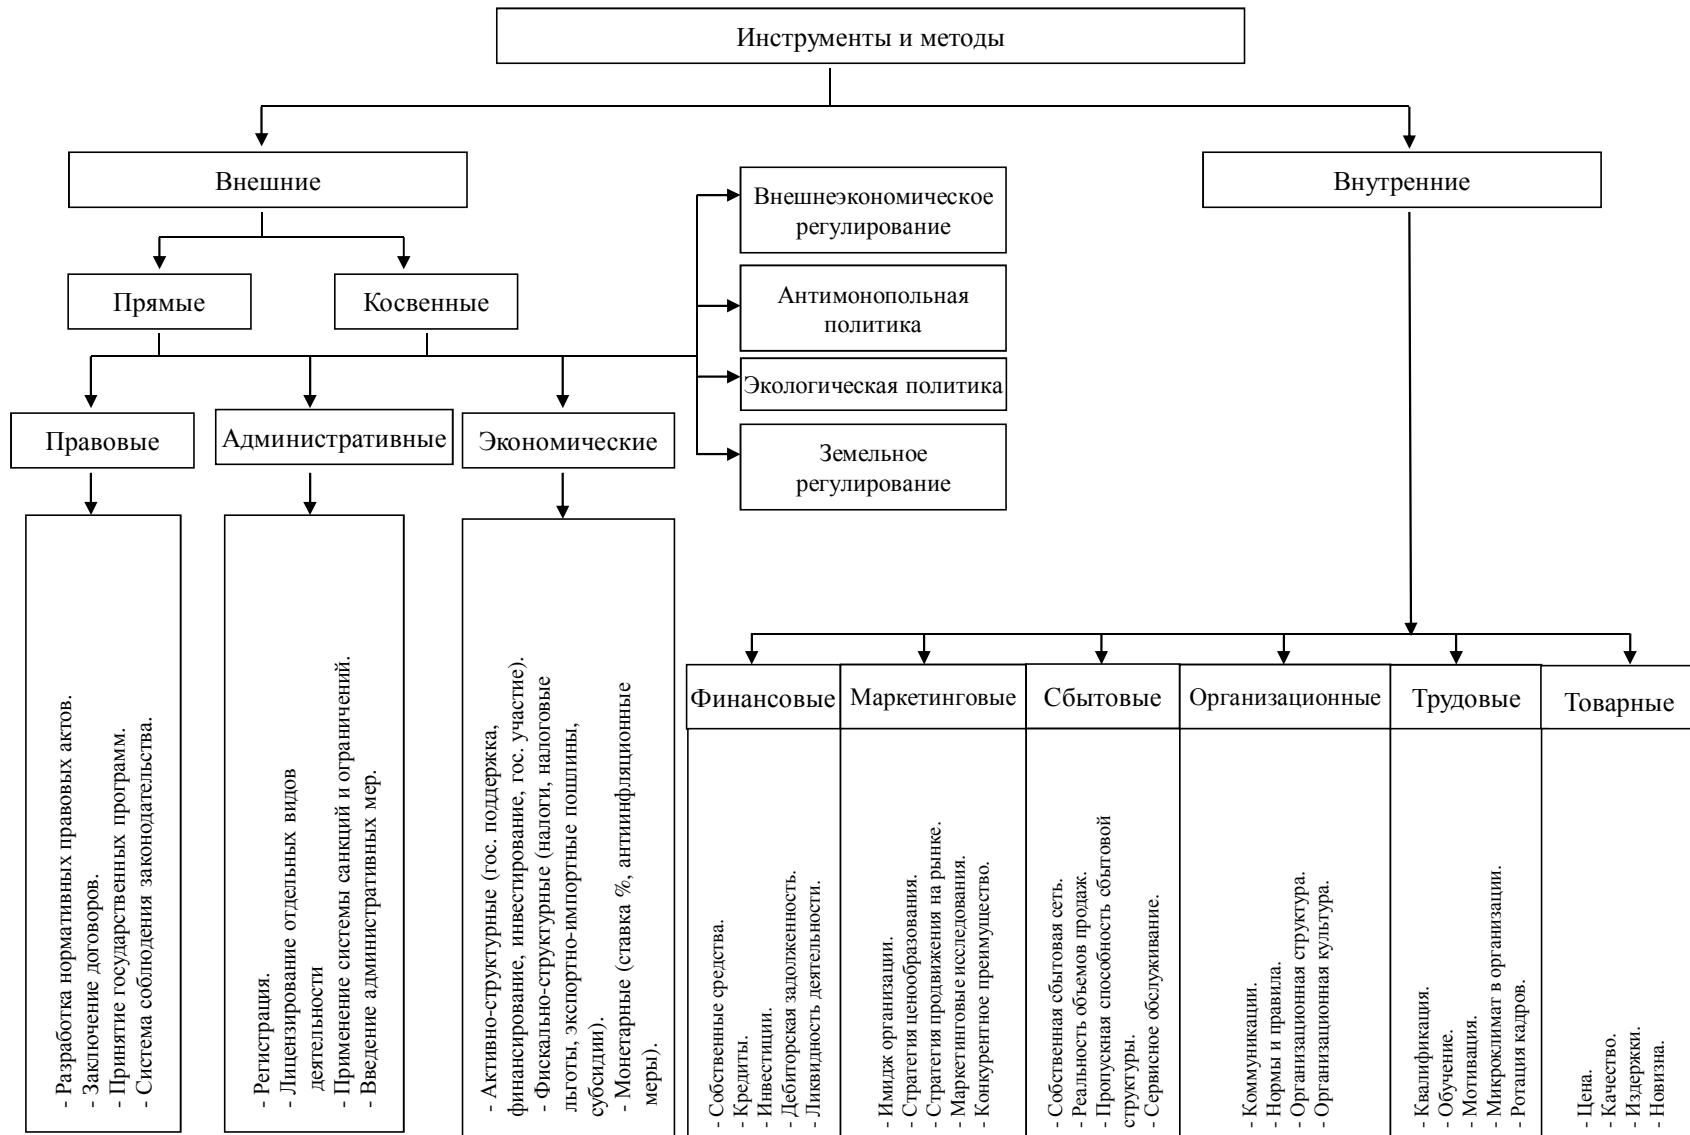 Инструменты и методы
Внешние
Внутренние
Внешнеэкономическое
регулирование
Прямые
Косвенные
Антимонопольная
политика
Экологическая политика
Правовые
Административные
Экономические
Земельное
регулирование
- Разработка нормативных правовых актов.
- Заключение договоров.
- Принятие государственных программ.
- Система соблюдения законодательства.
- Регистрация.
- Лицензирование отдельных видов
деятельности
- Применение системы санкций и ограничений.
- Введение административных мер.
- Активно-структурные (гос. поддержка,
финансирование, инвестирование, гос. участие).
- Фискально-структурные (налоги, налоговые
льготы, экспортно-импортные пошлины,
субсидии).
- Монетарные (ставка %, антиинфляционные
меры).
Финансовые
Маркетинговые
Сбытовые
Организационные
Трудовые
Товарные
- Собственные средства.
- Кредиты.
- Инвестиции.
- Дебиторская задолженность.
- Ликвидность деятельности.
- Имидж организации.
- Стратегия ценообразования.
- Стратегия продвижения на рынке.
- Маркетинговые исследования.
- Конкурентное преимущество.
- Собственная сбытовая сеть.
- Реальность объемов продаж.
- Пропускная способность сбытовой
структуры.
- Сервисное обслуживание.
- Коммуникации.
- Нормы и правила.
- Организационная структура.
- Организационная культура.
- Квалификация.
- Обучение.
- Мотивация.
- Микроклимат в организации.
- Ротация кадров.
- Цена.
- Качество.
- Издержки.
- Новизна.